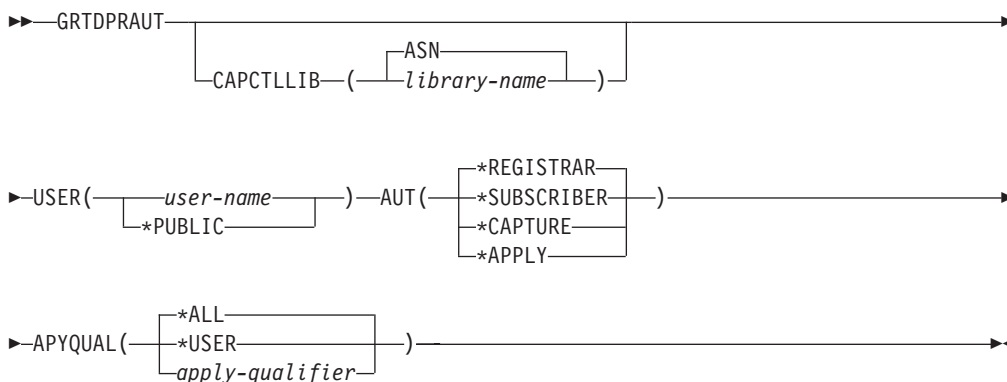 GRTDPRAUT
ASN
CAPCTLLIB ( library-name )
*REGISTRAR
USER( user-name ) AUT( *SUBSCRIBER )
*PUBLIC *CAPTURE
*APPLY
*ALL
APYQUAL( *USER )
apply-qualifier